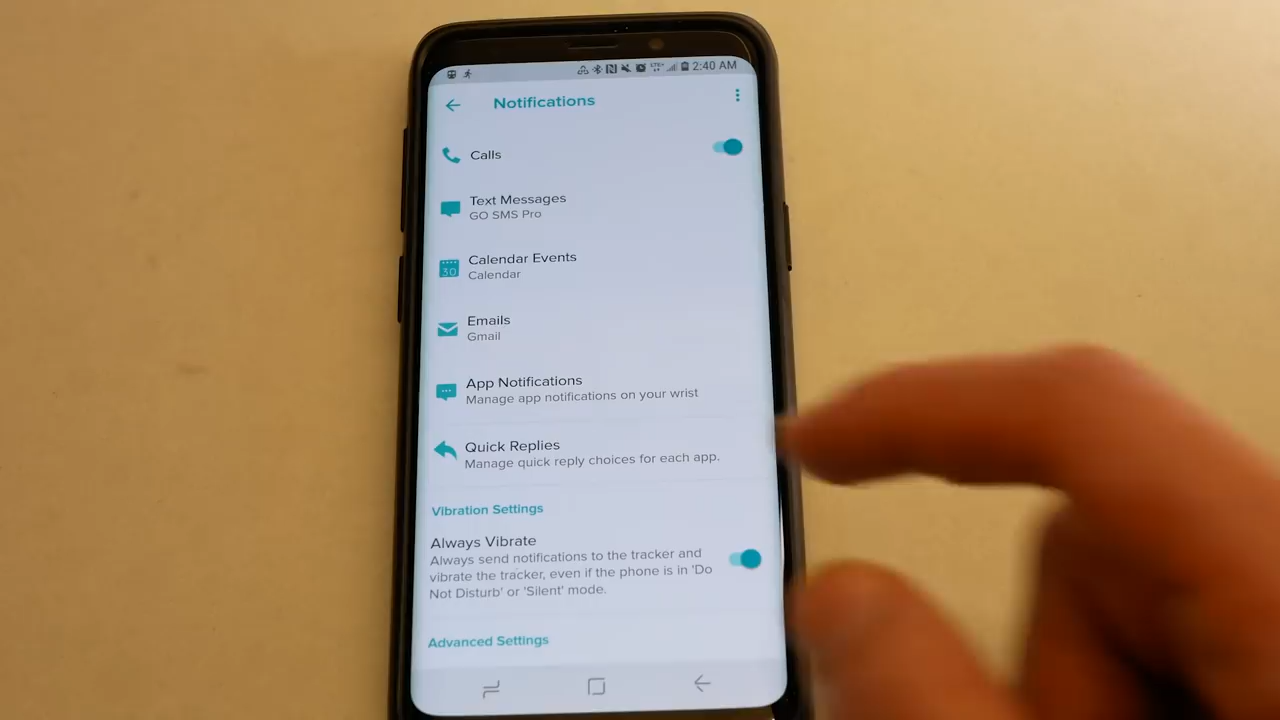 2:40 AM
Notifications
Calls
Text Messages
GO SMS Pro
30
Calendar Events
Calendar
Emails
Gmail
App Notifications
Manage app notifications on your wrist
Quick Replies
Manage quick reply choices for each app.
Vibration Settings
Always Vibrate
Always send notifications to the tracker and
vibrate the tracker, even if the phone is in 'Do
Not Disturb' or 'Silent' mode.
Advanced Settings